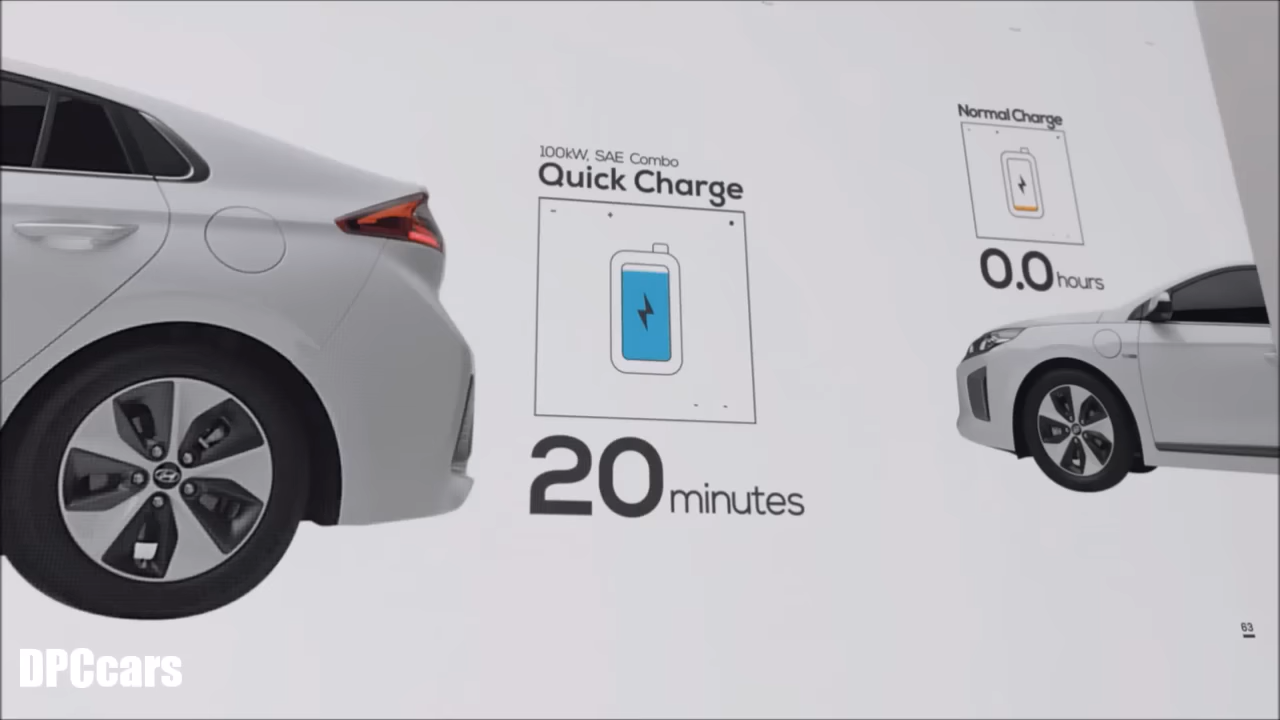 100kW, SAE Combo
Quick Charge
20 minutes
Normal Charge
0.0 hours
63
DPCcars